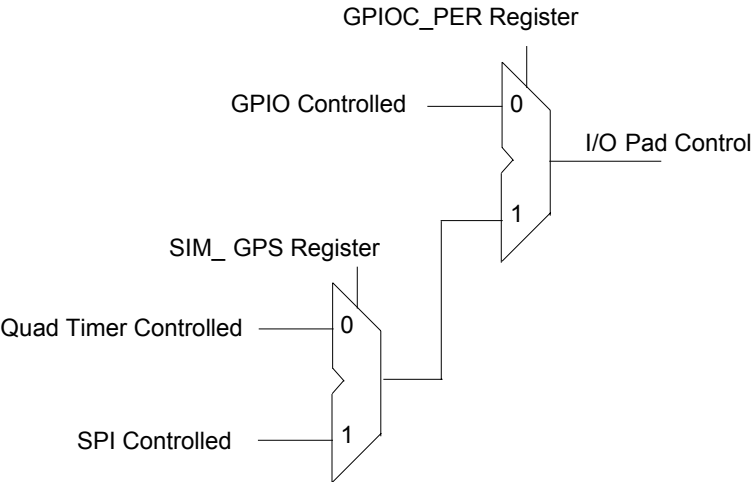 GPIOC_PER Register
GPIO Controlled
0
I/O Pad Control
1
SIM_ GPS Register
Quad Timer Controlled
0
SPI Controlled
1